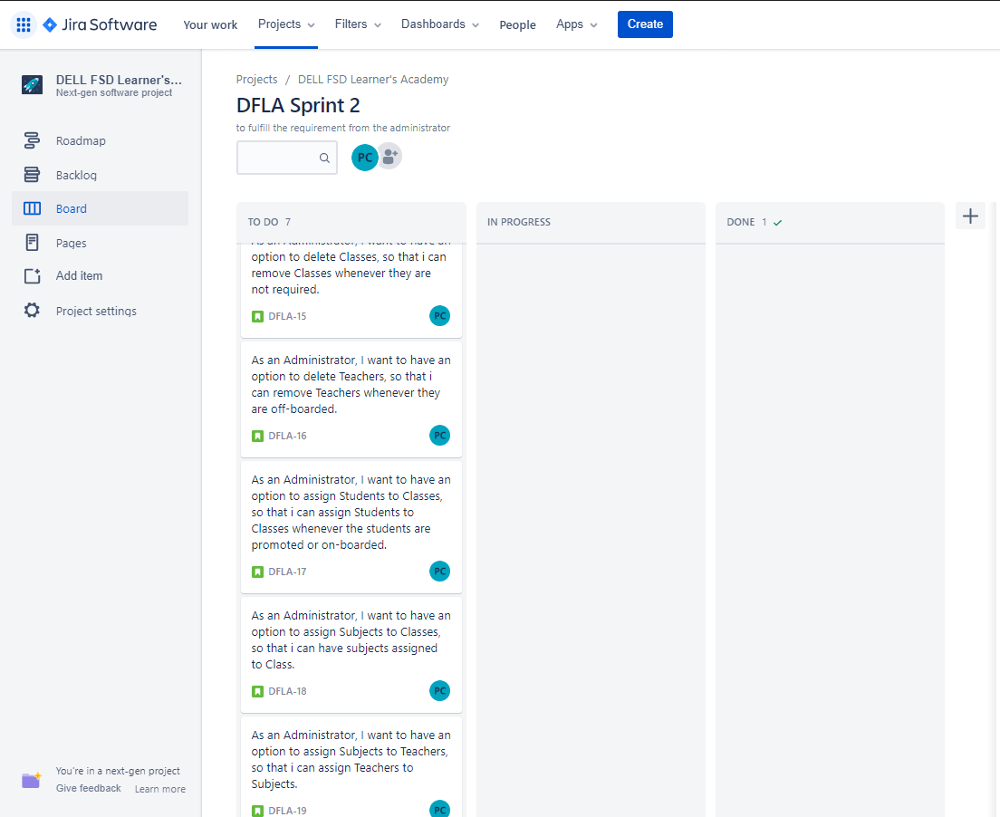 Jira Software
Your work
Projects
Filters
Dashboards
People
Apps
Create
DELL FSD Learner's...
Next-gen software project
Roadmap
Backlog
Board
Pages
Add item
Project settings
You're in a next-gen project
Give feedback
Learn more
Projects / DELL FSD Learner's Academy
DFLA Sprint 2
to fulfill the requirement from the administrator
PC
TO DO 7
As an Administrator, I want to have an
option to delete Classes, so that i can
remove Classes whenever they are
not required.
DFLA-15
PC
As an Administrator, I want to have an
option to delete Teachers, so that i
can remove Teachers whenever they
are off-boarded.
DFLA-16
PC
As an Administrator, I want to have an
option to assign Students to Classes,
so that i can assign Students to
Classes whenever the students are
promoted or on-boarded.
DFLA-17
PC
As an Administrator, I want to have an
option to assign Subjects to Classes,
so that i can have subjects assigned
to Class.
DFLA-18
PC
As an Administrator, I want to have an
option to assign Subjects to Teachers,
so that i can assign Teachers to
Subjects.
DFLA-19
PC
IN PROGRESS
DONE 1